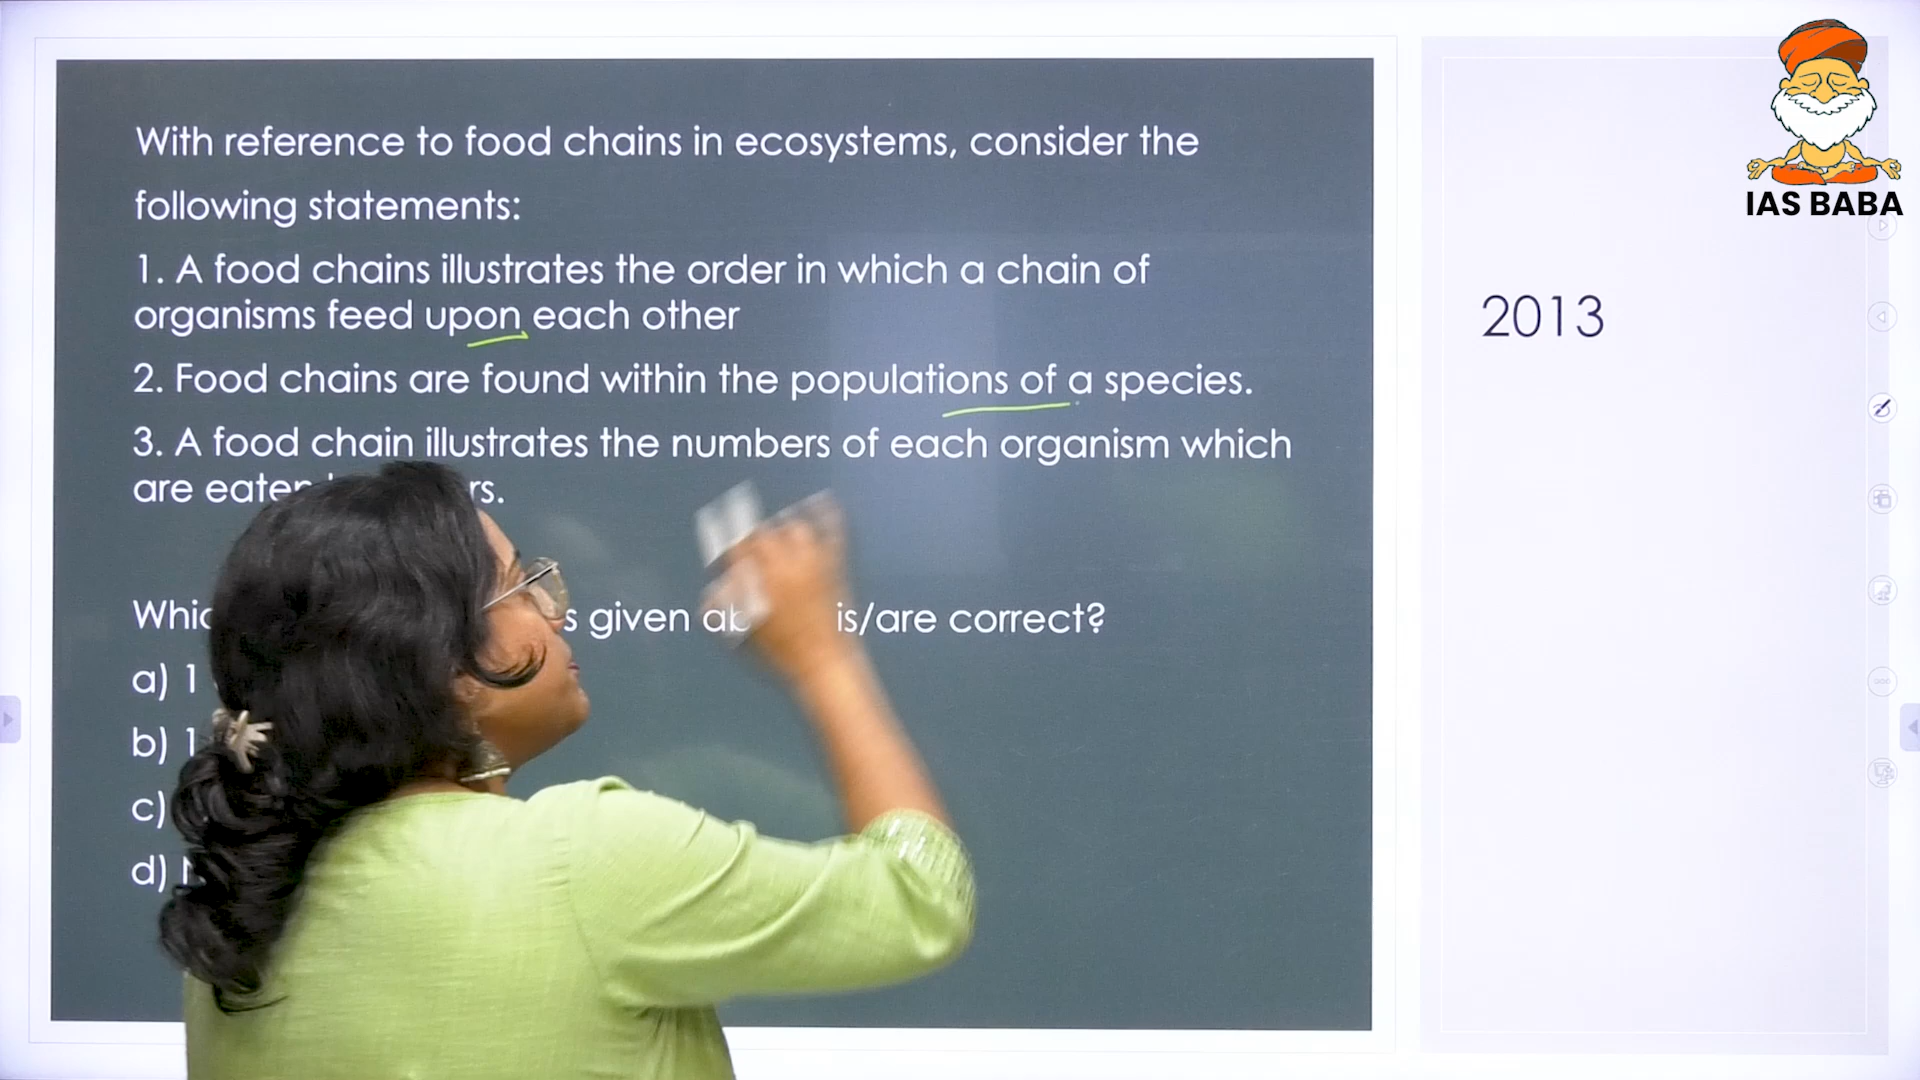 With reference to food chains in ecosystems, consider the
following statements:
1. A food chains illustrates the order in which a chain of
organisms feed upon each other
2. Food chains are found within the populations of a species.
3. A food chain illustrates the numbers of each organism which
are eaten
given is/are correct?
a) 1
b) 1
c)
d)
2013
IAS BABA